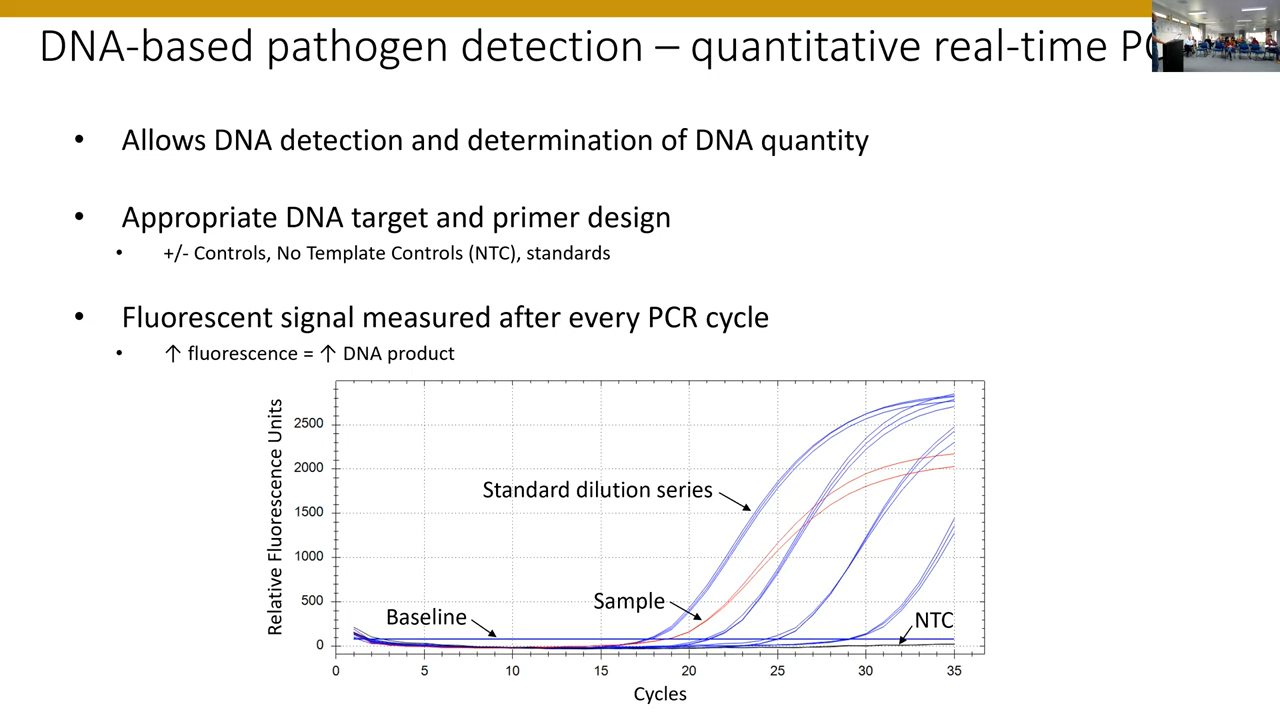 DNA-based pathogen detection – quantitative real-time
• Allows DNA detection and determination of DNA quantity
• Appropriate DNA target and primer design
• +/- Controls, No Template Controls (NTC), standards
• Fluorescent signal measured after every PCR cycle
• ↑ fluorescence = ↑ DNA product
Relative Fluorescence Units
2500
2000
1500
1000
500
0
Standard dilution series
Sample
Baseline
NTC
0 5 10 15 20 25 30 35
Cycles